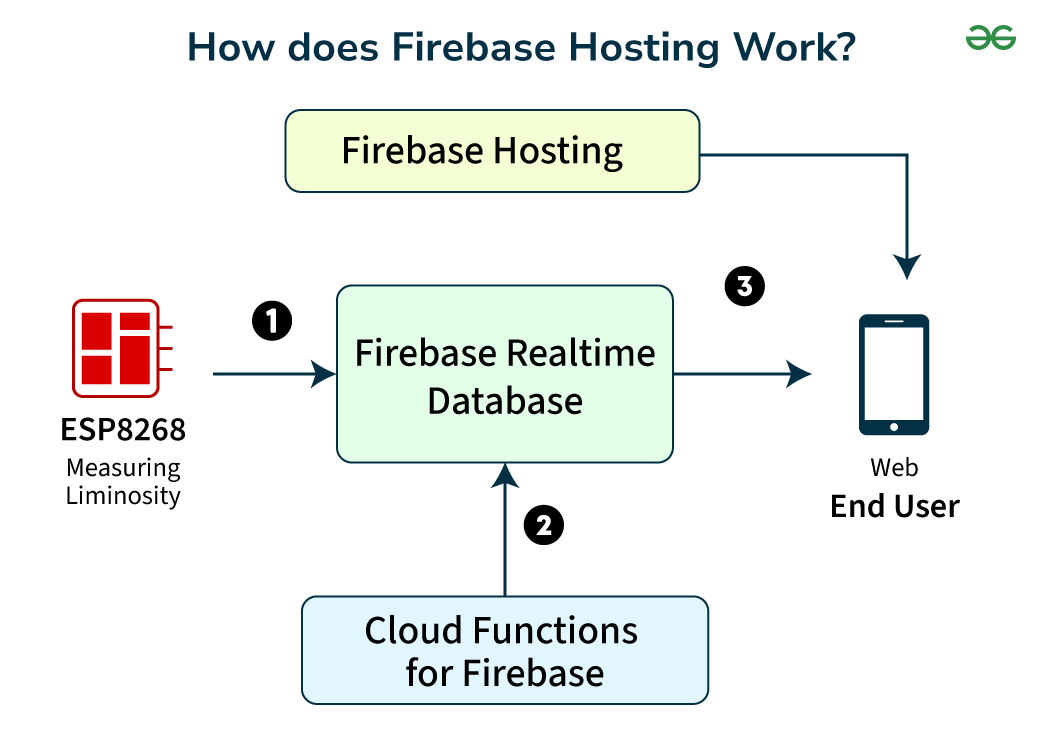 How does Firebase Hosting Work?
Firebase Hosting
1
3
Firebase Realtime
Database
ESP8268
Measuring
Liminosity
Web
End User
2
Cloud Functions
for Firebase